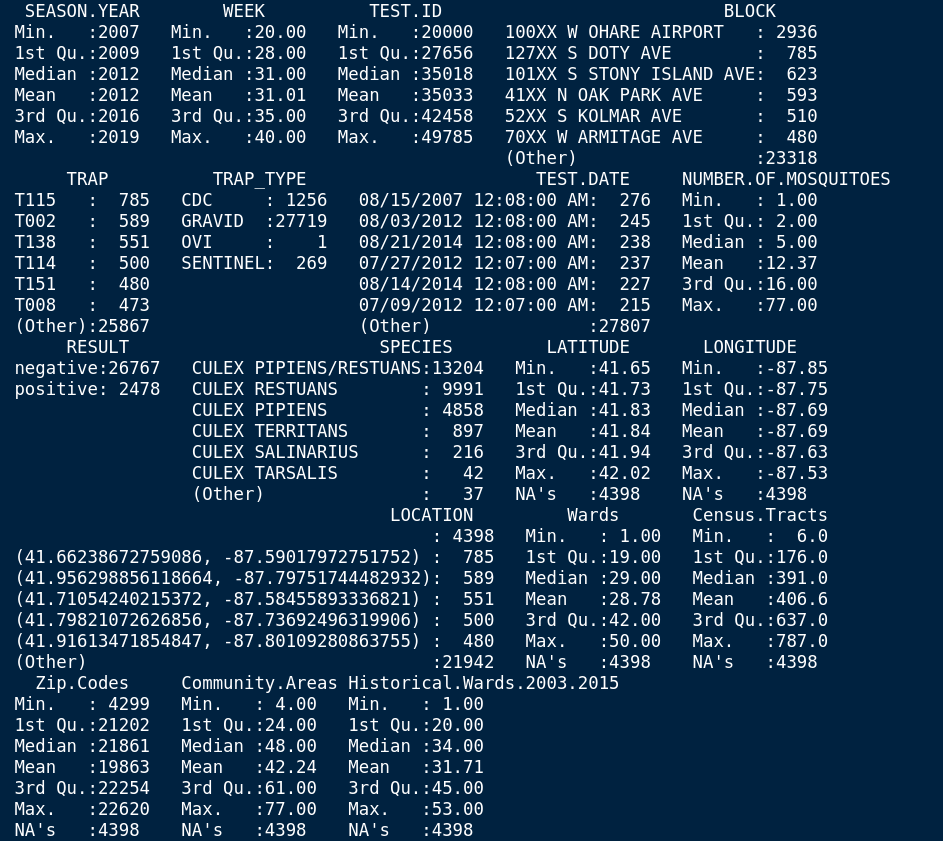 SEASON.YEAR        WEEK          TEST.ID                           BLOCK
 Min.   :2007   Min.   :20.00   Min.   :20000   100XX W OHARE AIRPORT   : 2936
 1st Qu.:2009   1st Qu.:28.00   1st Qu.:27656   127XX S DOTY AVE        :  785
 Median :2012   Median :31.00   Median :35018   101XX S STONY ISLAND AVE:  623
 Mean   :2012   Mean   :31.01   Mean   :35033   41XX N OAK PARK AVE     :  593
 3rd Qu.:2016   3rd Qu.:35.00   3rd Qu.:42458   52XX S KOLMAR AVE       :  510
 Max.   :2019   Max.   :40.00   Max.   :49785   70XX W ARMITAGE AVE     :  480
                                                (Other)                 :23318
      TRAP          TRAP_TYPE                      TEST.DATE     NUMBER.OF.MOSQUITOES
 T115   :  785   CDC     : 1256   08/15/2007 12:08:00 AM:  276   Min.   : 1.00
 T002   :  589   GRAVID  :27719   08/03/2012 12:08:00 AM:  245   1st Qu.: 2.00
 T138   :  551   OVI     :    1   08/21/2014 12:08:00 AM:  238   Median : 5.00
 T114   :  500   SENTINEL:  269   07/27/2012 12:07:00 AM:  237   Mean   :12.37
 T151   :  480                    08/14/2014 12:08:00 AM:  227   3rd Qu.:16.00
 T008   :  473                    07/09/2012 12:07:00 AM:  215   Max.   :77.00
 (Other):25867                    (Other)               :27807
      RESULT                        SPECIES         LATITUDE       LONGITUDE
 negative:26767   CULEX PIPIENS/RESTUANS:13204   Min.   :41.65   Min.   :-87.85
 positive: 2478   CULEX RESTUANS        : 9991   1st Qu.:41.73   1st Qu.:-87.75
                  CULEX PIPIENS         : 4858   Median :41.83   Median :-87.69
                  CULEX TERRITANS       :  897   Mean   :41.84   Mean   :-87.69
                  CULEX SALINARIUS      :  216   3rd Qu.:41.94   3rd Qu.:-87.63
                  CULEX TARSALIS        :   42   Max.   :42.02   Max.   :-87.53
                  (Other)               :   37   NA's   :4398   NA's   :4398
                                     LOCATION         Wards       Census.Tracts
                                         : 4398   Min.   : 1.00   Min.   :  6.0
 (41.66238672759086, -87.59017972751752) :  785   1st Qu.:19.00   1st Qu.:176.0
 (41.956298856118664, -87.79751744482932):  589   Median :29.00   Median :391.0
 (41.71054240215372, -87.58455893336821) :  551   Mean   :28.78   Mean   :406.6
 (41.79821072626856, -87.73692496319906) :  500   3rd Qu.:42.00   3rd Qu.:637.0
 (41.91613471854847, -87.80109280863755) :  480   Max.   :50.00   Max.   :787.0
 (Other)                                 :21942   NA's   :4398   NA's   :4398
   Zip.Codes     Community.Areas Historical.Wards.2003.2015
 Min.   : 4299   Min.   : 4.00   Min.   : 1.00
 1st Qu.:21202   1st Qu.:24.00   1st Qu.:20.00
 Median :21861   Median :48.00   Median :34.00
 Mean   :19863   Mean   :42.24   Mean   :31.71
 3rd Qu.:22254   3rd Qu.:61.00   3rd Qu.:45.00
 Max.   :22620   Max.   :77.00   Max.   :53.00
 NA's   :4398   NA's   :4398   NA's   :4398